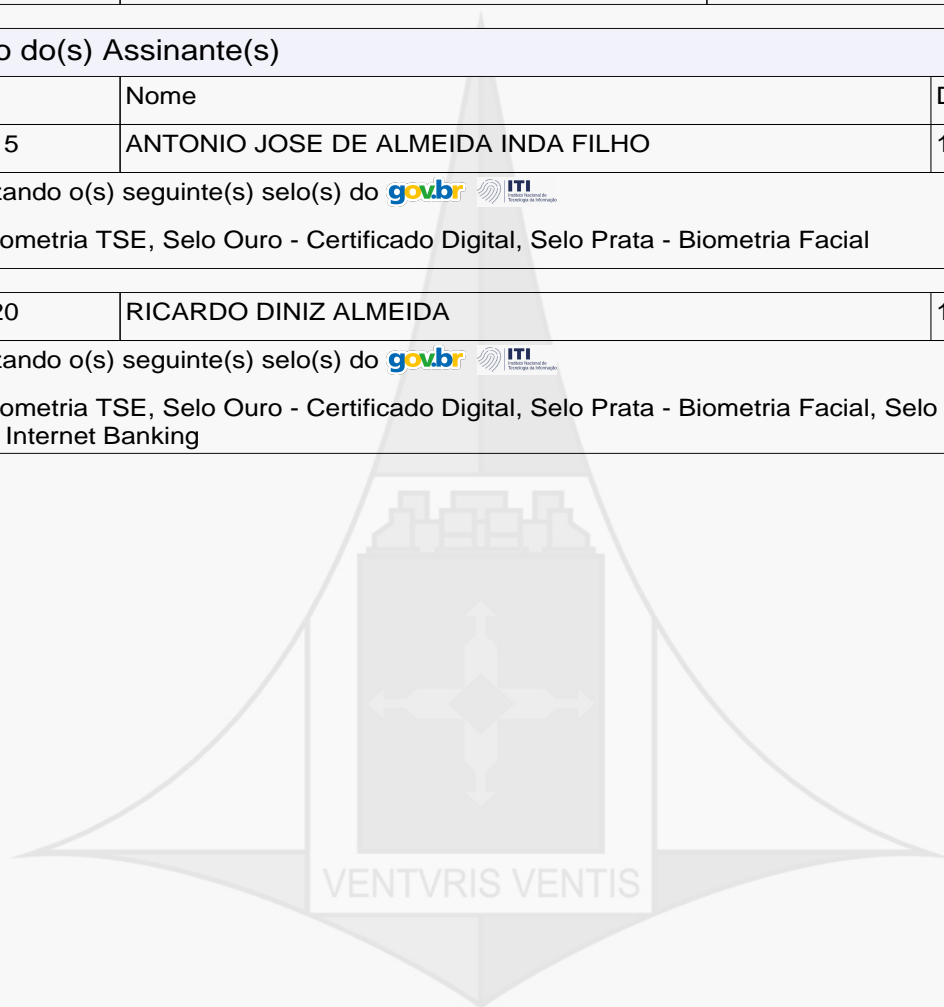 o do(s) Assinante(s)
Nome D
5 ANTONIO JOSE DE ALMEIDA INDA FILHO 1
zando o(s) seguinte(s) selo(s) do gov.br ITI
ometria TSE, Selo Ouro - Certificado Digital, Selo Prata - Biometria Facial
20 RICARDO DINIZ ALMEIDA 1
zando o(s) seguinte(s) selo(s) do gov.br ITI
ometria TSE, Selo Ouro - Certificado Digital, Selo Prata - Biometria Facial, Selo
Internet Banking
VENTVRIS VENTIS